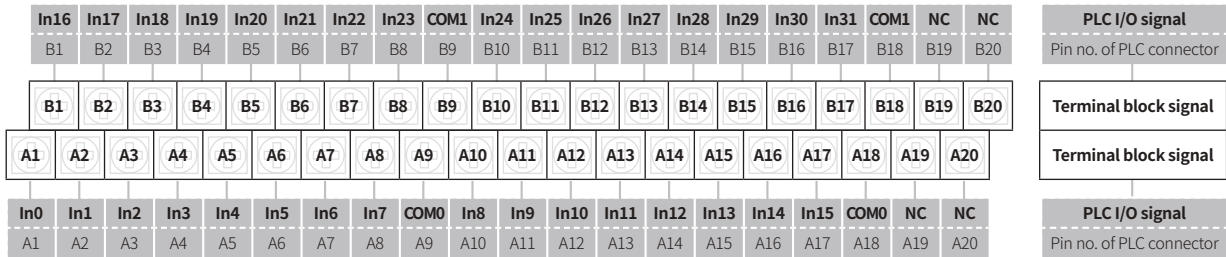 In16 In17 In18 In19 In20 In21 In22 In23 COM1 In24 In25 In26 In27 In28 In29 In30 In31 COM1 NC NC PLC I/O signal
B1 B2 B3 B4 B5 B6 B7 B8 B9 B10 B11 B12 B13 B14 B15 B16 B17 B18 B19 B20 Pin no. of PLC connector
B1 B2 B3 B4 B5 B6 B7 B8 B9 B10 B11 B12 B13 B14 B15 B16 B17 B18 B19 B20 Terminal block signal
A1 A2 A3 A4 A5 A6 A7 A8 A9 A10 A11 A12 A13 A14 A15 A16 A17 A18 A19 A20 Terminal block signal
In0 In1 In2 In3 In4 In5 In6 In7 COM0 In8 In9 In10 In11 In12 In13 In14 In15 COM0 NC NC PLC I/O signal
A1 A2 A3 A4 A5 A6 A7 A8 A9 A10 A11 A12 A13 A14 A15 A16 A17 A18 A19 A20 Pin no. of PLC connector